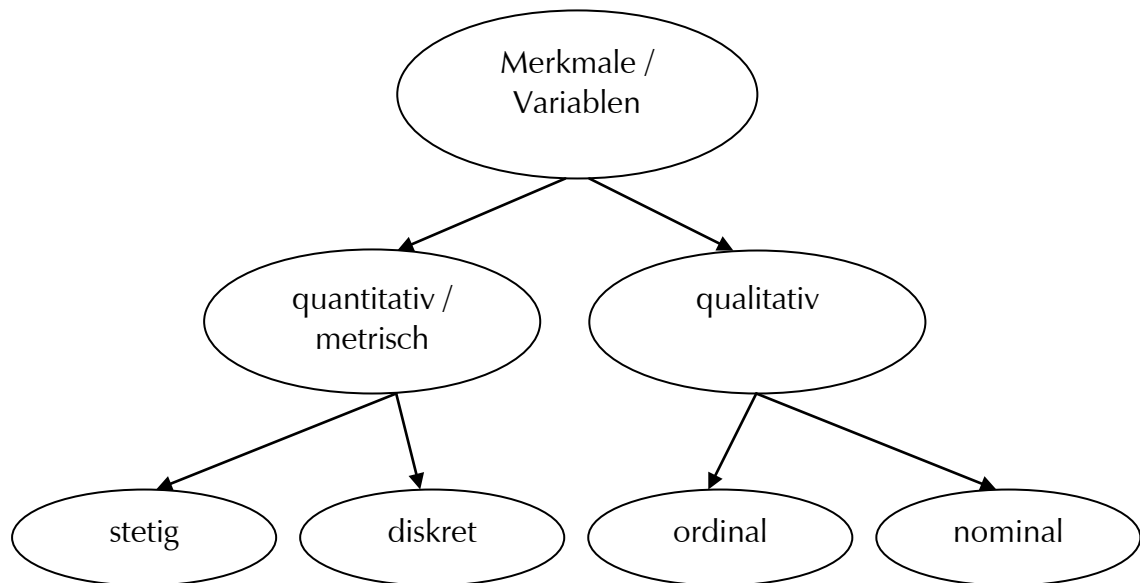 Merkmale /
Variablen
quantitativ /
metrisch
qualitativ
stetig
diskret
ordinal
nominal